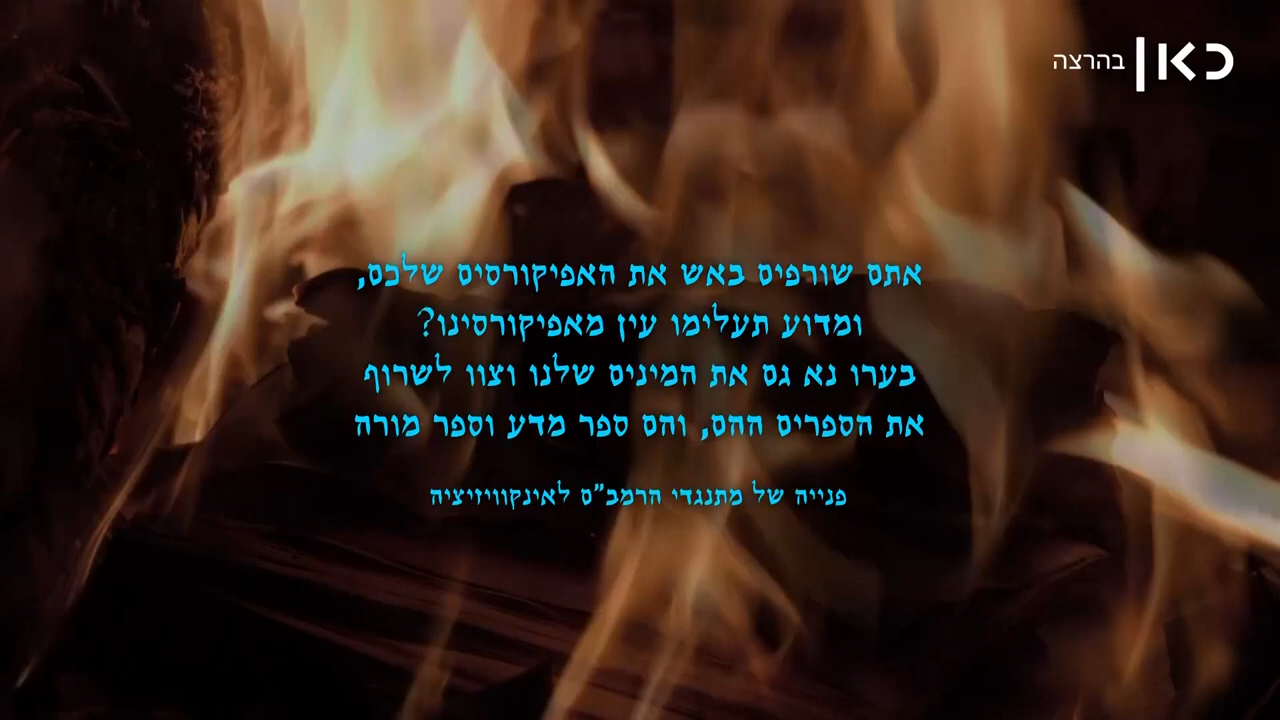 כאן בהרצה
אתם שורפים באש את האפיקורסים שלכם,
ומדוע תעלימו עין מאפיקורסינו?
בערו נא גם את המינים שלנו וצוו לשרוף
את הספרים ההם, והם ספר מדע וספר מורה
פנייה של מתנגדי הרמב"ם לאינקוויזיציה